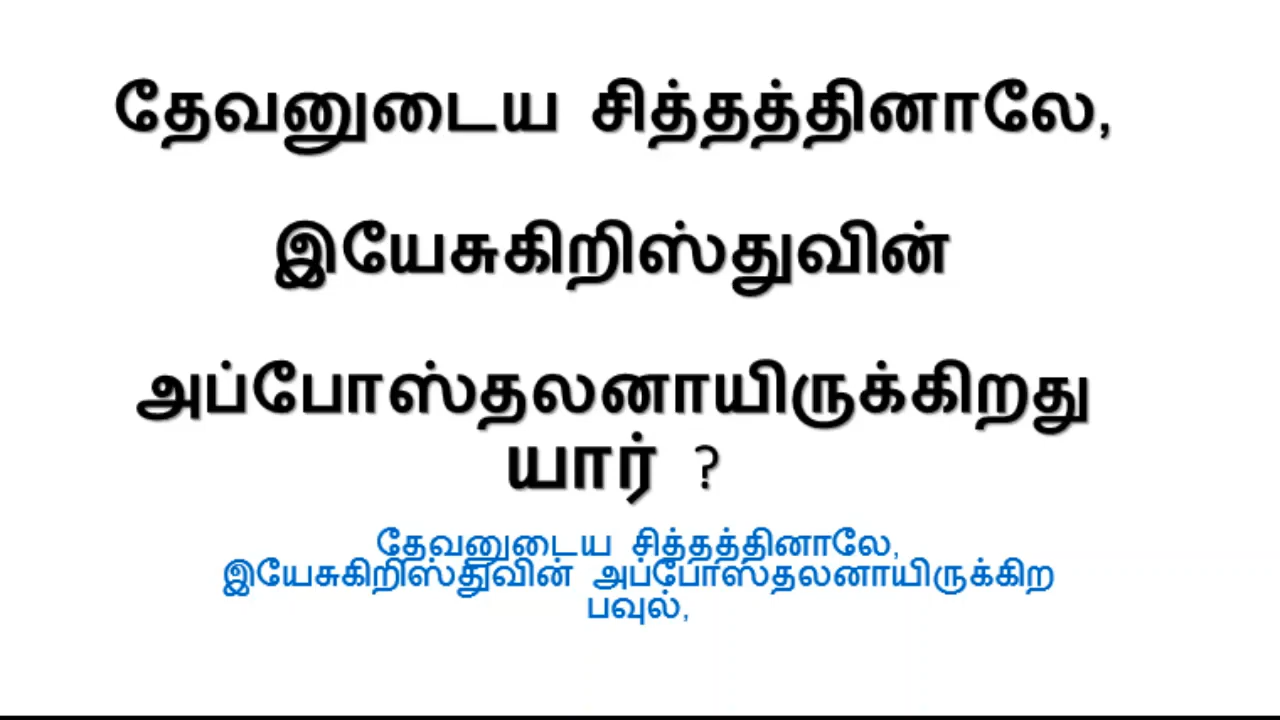 தேவனுடைய சித்தத்தினாலே,
இயேசுகிறிஸ்துவின்
அப்போஸ்தலனாயிருக்கிறது
யார் ?
தேவனுடைய சித்தத்தினாலே,
இயேசுகிறிஸ்துவின் அப்போஸ்தலனாயிருக்கிற
பவுல்,